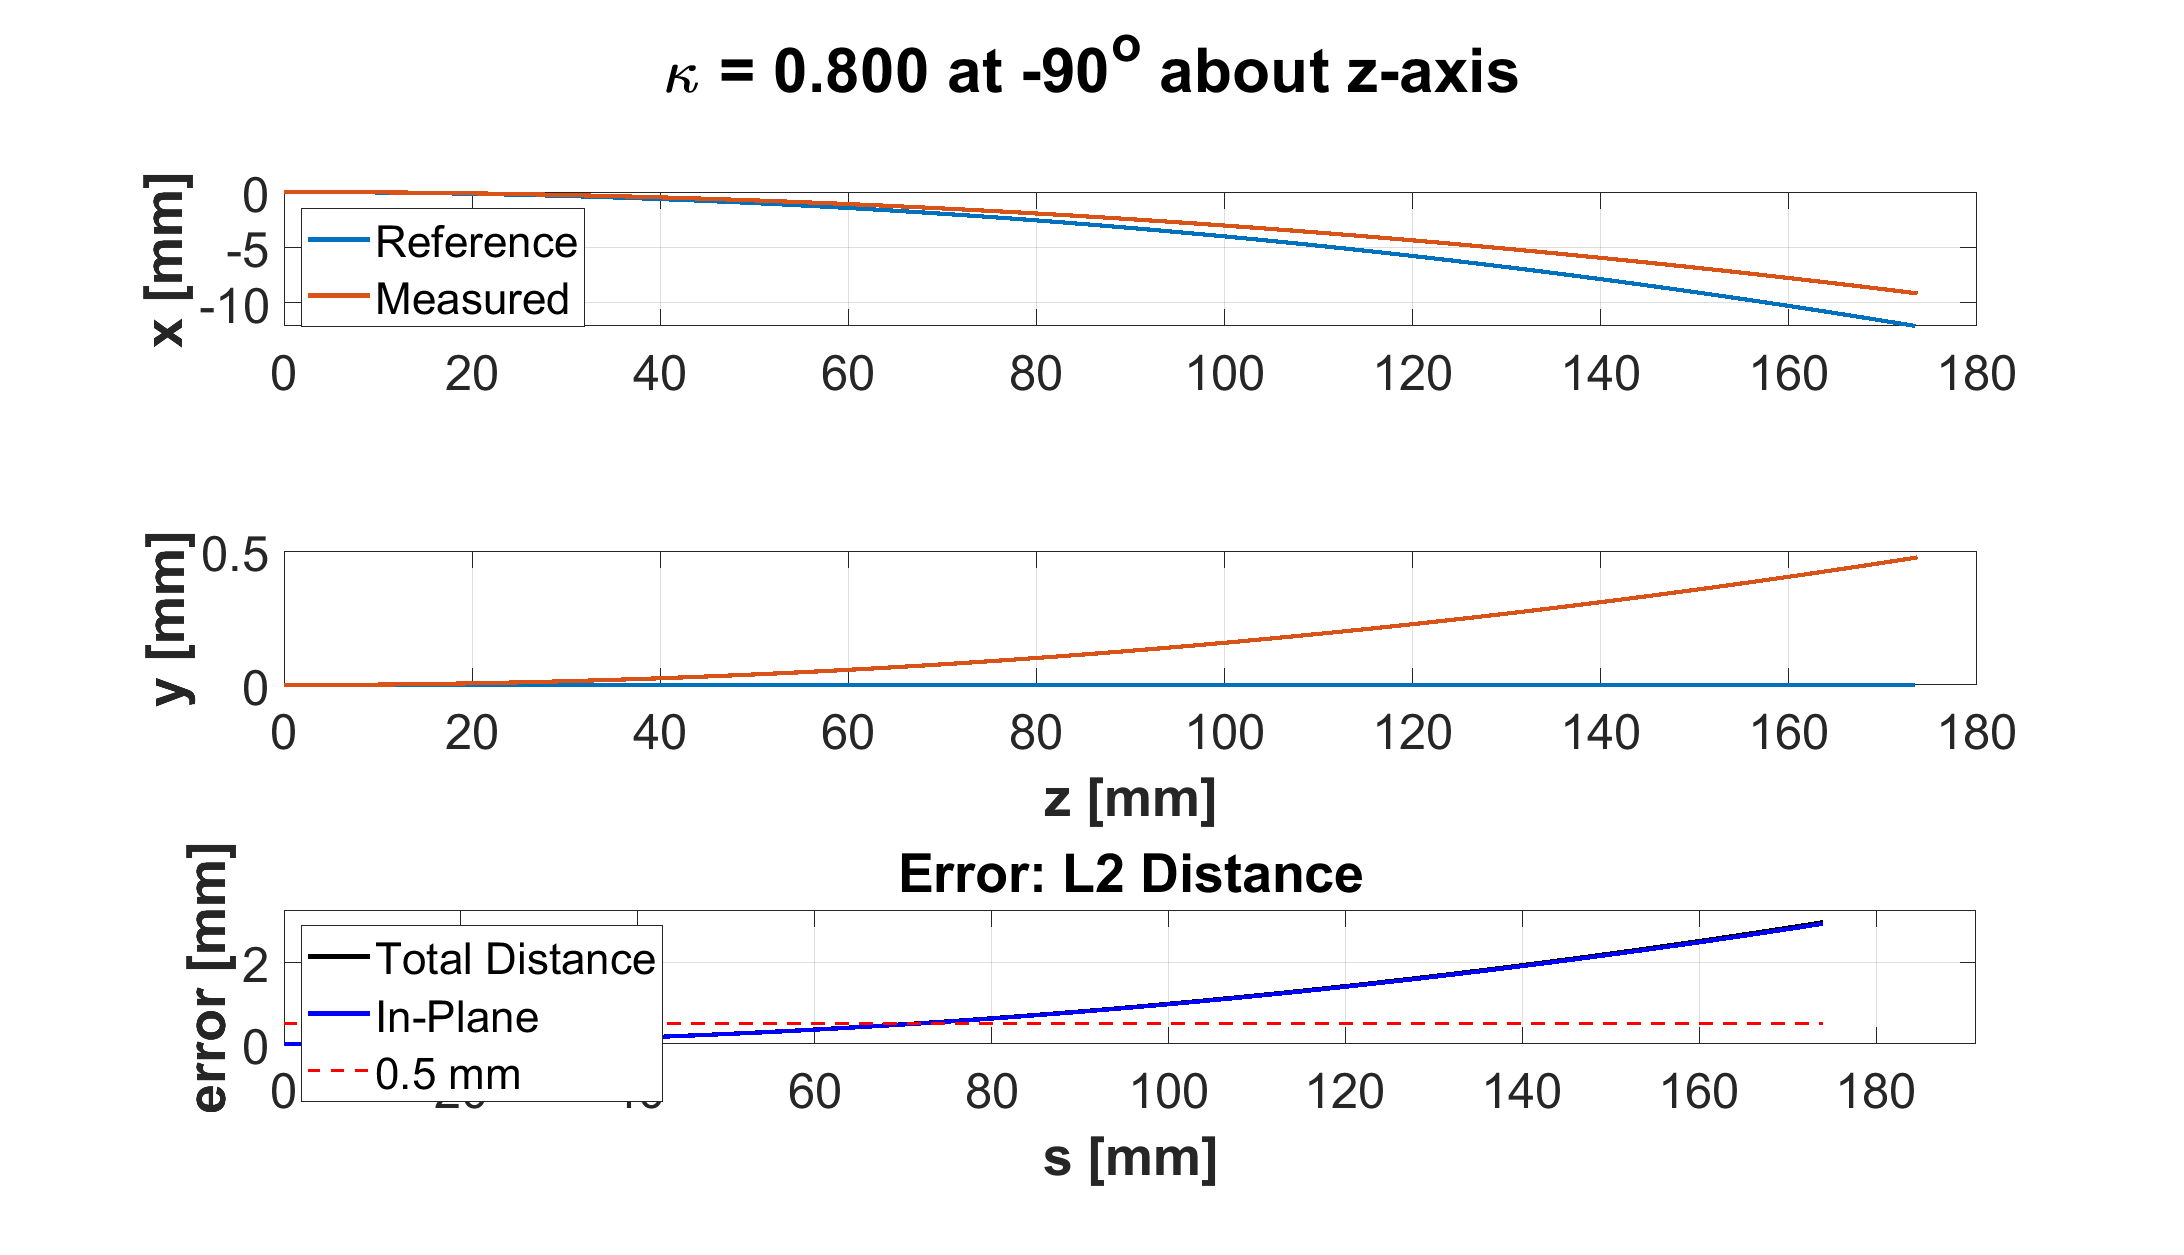 κ = 0.800 at -90° about z-axis
x [mm]
0
-5
-10
Reference
Measured
0 20 40 60 80 100 120 140 160 180
y [mm]
0.5
0
0 20 40 60 80 100 120 140 160 180
z [mm]
Error: L2 Distance
error [mm]
2
0
Total Distance
In-Plane
0.5 mm
0 60 80 100 120 140 160 180
s [mm]